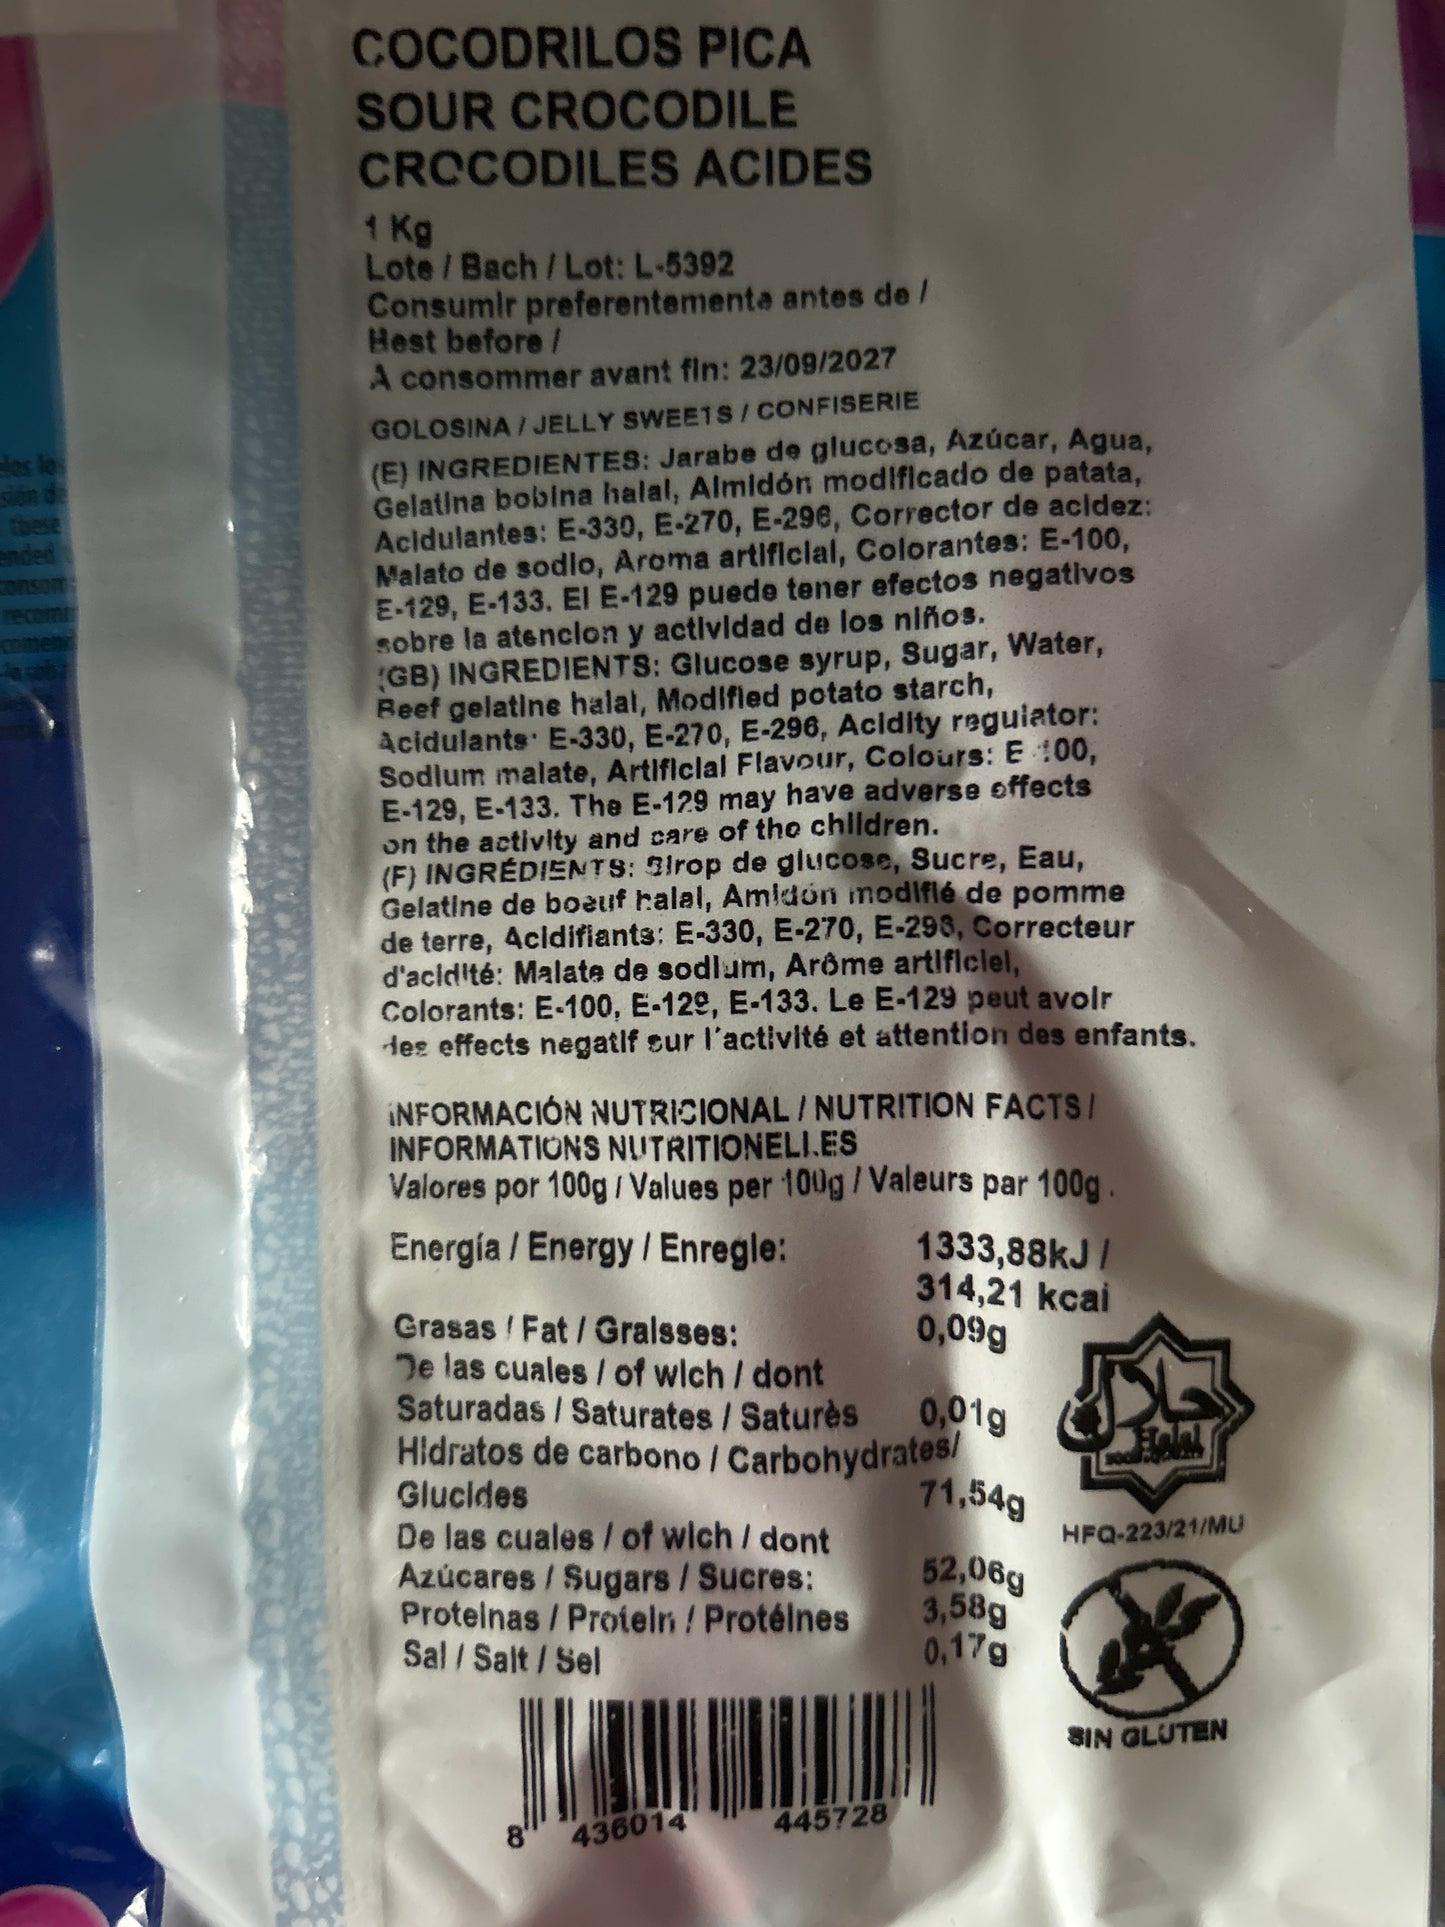 COCODRILOS PICA
SOUR CROCODILE
CROCODILES ACIDES
1 Kg
Lote / Bach / Lot: L-5392
Consumir preferentemente antes de /
Best before /
A consommer avant fin: 23/09/2027
GOLOSINA / JELLY SWEETS / CONFISERIE
(E) INGREDIENTES: Jarabe de glucosa, Azúcar, Agua,
Gelatina bobina halal, Almidón modificado de patata,
Acidulantes: E-330, E-270, E-296, Corrector de acidez:
Malato de sodio, Aroma artificial, Colorantes: E-100,
E-129, E-133. El E-129 puede tener efectos negativos
sobre la atencion y actividad de los niños.
(GB) INGREDIENTS: Glucose syrup, Sugar, Water,
Beef gelatine halal, Modified potato starch,
Acidulants: E-330, E-270, E-296, Acidity regulator:
Sodium malate, Artificial Flavour, Colours: E-100,
E-129, E-133. The E-129 may have adverse effects
on the activity and care of the children.
(F) INGRÉDIENTS: Sirop de glucose, Sucre, Eau,
Gelatine de boeuf halal, Amidón modifié de pomme
de terre, Acidifiants: E-330, E-270, E-296, Correcteur
d'acidité: Malate de sodium, Arôme artificiel,
Colorants: E-100, E-129, E-133. Le E-129 peut avoir
des effects negatif sur l'activité et attention des enfants.
INFORMACIÓN NUTRICIONAL / NUTRITION FACTS /
INFORMATIONS NUTRITIONELLES
Valores por 100g / Values per 100g / Valeurs par 100g .
Energía / Energy / Enregie: 1333,88kJ /
314,21 kcal
Grasas / Fat / Graisses: 0,09g
De las cuales / of wich / dont
Saturadas / Saturates / Saturès 0,01g
Hidratos de carbono / Carbohydrates/
Glucides 71,54g
De las cuales / of wich / dont
Azúcares / Sugars / Sucres: 52,06g
Proteinas / Protein / Protéines 3,58g
Sal / Salt / Sel 0,17g
حلال
Halal
HFQ-223/21/MU
SIN GLUTEN
8 436014 445728
these